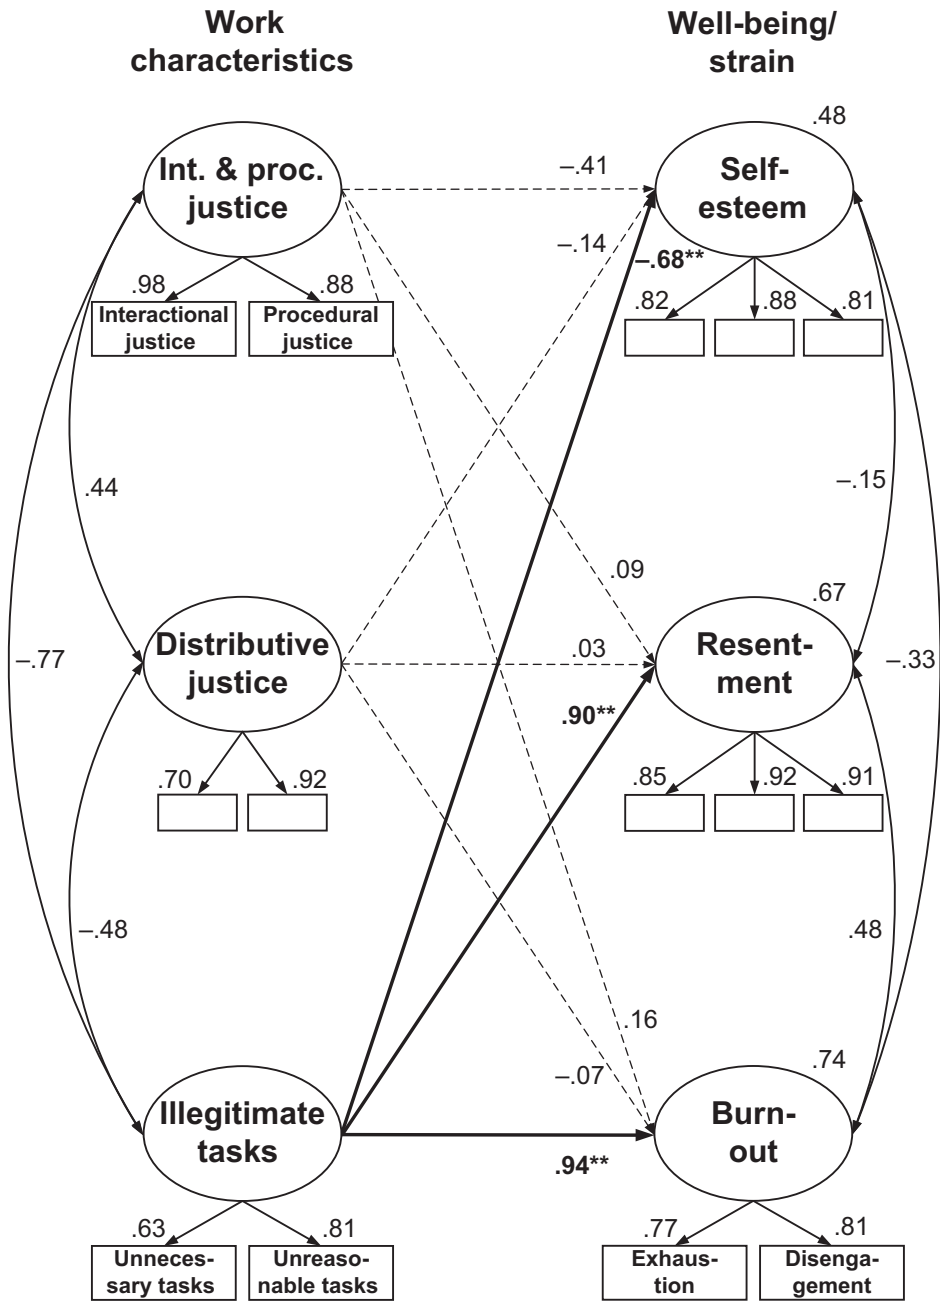 Work
characteristics
Well-being/
strain
.48
Int. & proc.
justice
–.41
Self-
esteem
–.14
–.68**
.98
.88
.82
.88
.81
Interactional
justice
Procedural
justice
.44
–.15
.09
.67
–.77
Distributive
justice
.03
Resent-
ment
–.33
.90**
.70
.92
.85
.92
.91
–.48
.48
.16
–.07
.74
Illegitimate
tasks
Burn-
out
.94**
.63
.81
.77
.81
Unneces-
sary tasks
Unreaso-
nable tasks
Exhaus-
tion
Disenga-
gement